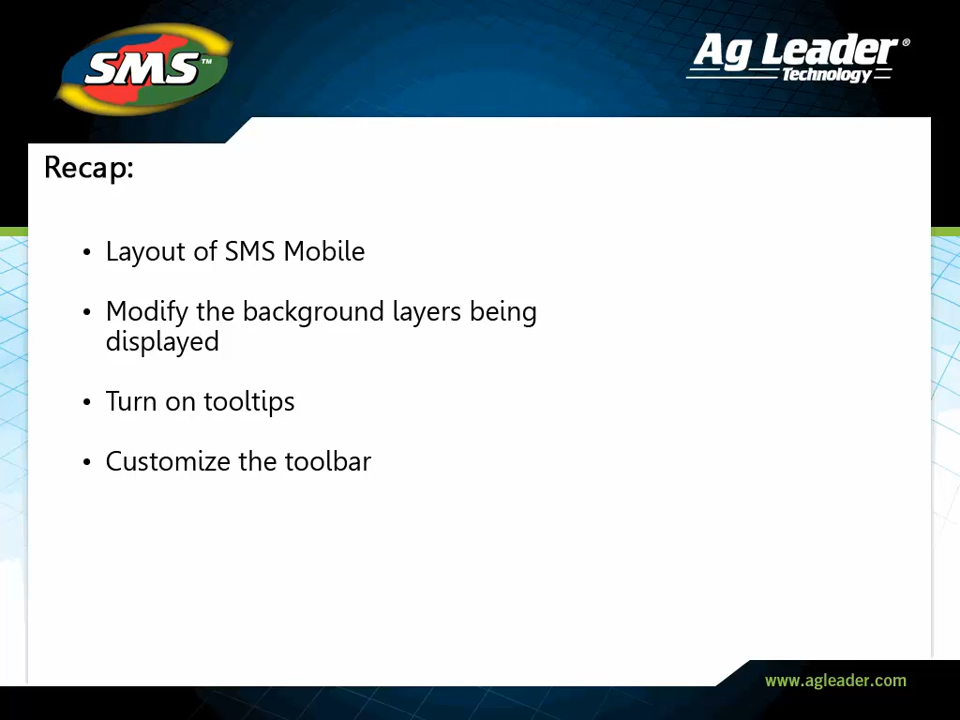 SMS™
Ag Leader®
Technology
Recap:
• Layout of SMS Mobile
• Modify the background layers being
displayed
• Turn on tooltips
• Customize the toolbar
www.agleader.com